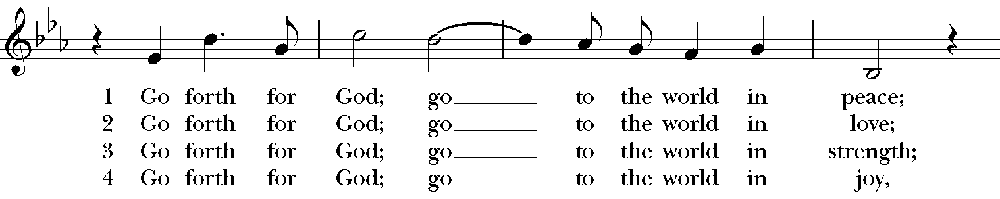 1 Go forth for God; go to the world in peace;
2 Go forth for God; go to the world in love;
3 Go forth for God; go to the world in strength;
4 Go forth for God; go to the world in joy,